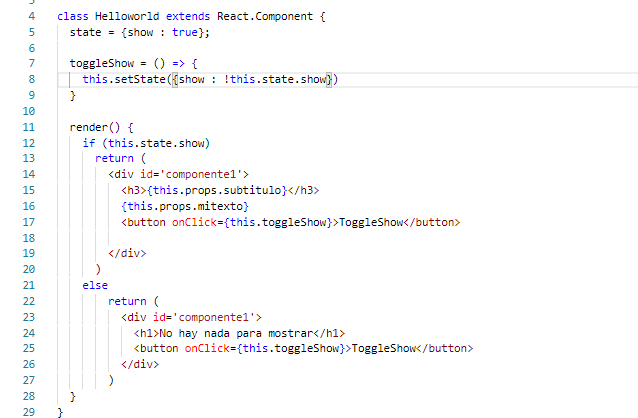 4 class Helloworld extends React.Component {
5 state = {show : true};
6
7 toggleShow = () => {
8 this.setState({show : !this.state.show})
9 }
10
11 render() {
12 if (this.state.show)
13 return (
14 <div id='componente1'>
15 <h3>{this.props.subtitulo}</h3>
16 {this.props.mitexto}
17 <button onClick={this.toggleShow}>ToggleShow</button>
18
19 </div>
20 )
21 else
22 return (
23 <div id='componente1'>
24 <h1>No hay nada para mostrar</h1>
25 <button onClick={this.toggleShow}>ToggleShow</button>
26 </div>
27 )
28 }
29 }